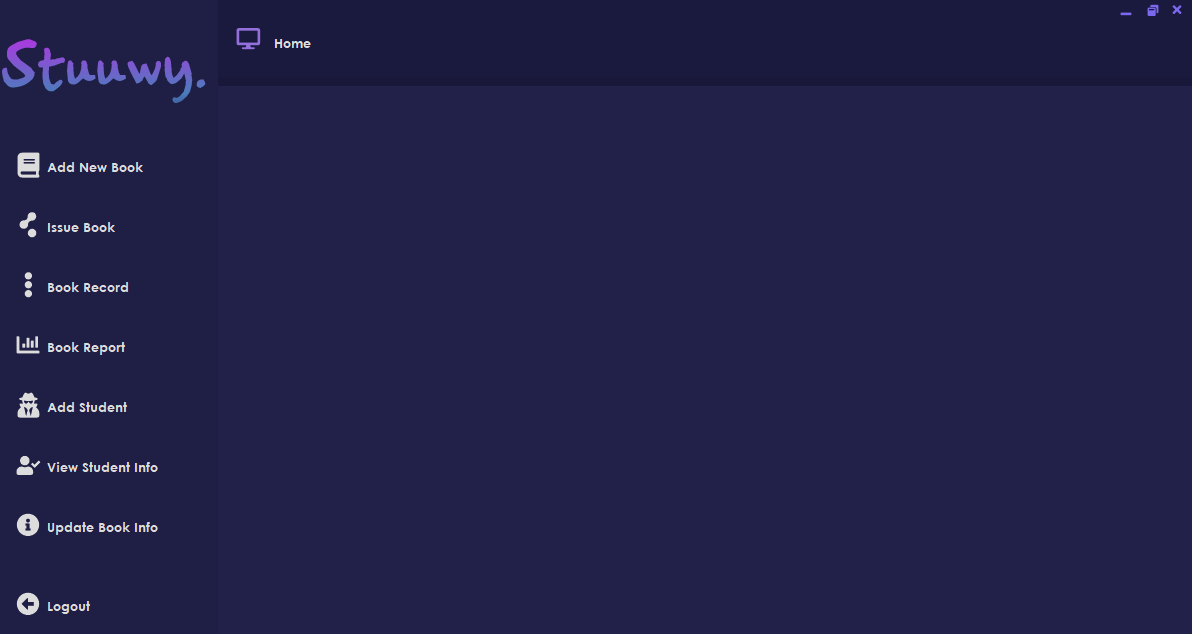 Stuuwy.
Home
Add New Book
Issue Book
Book Record
Book Report
Add Student
View Student Info
Update Book Info
Logout